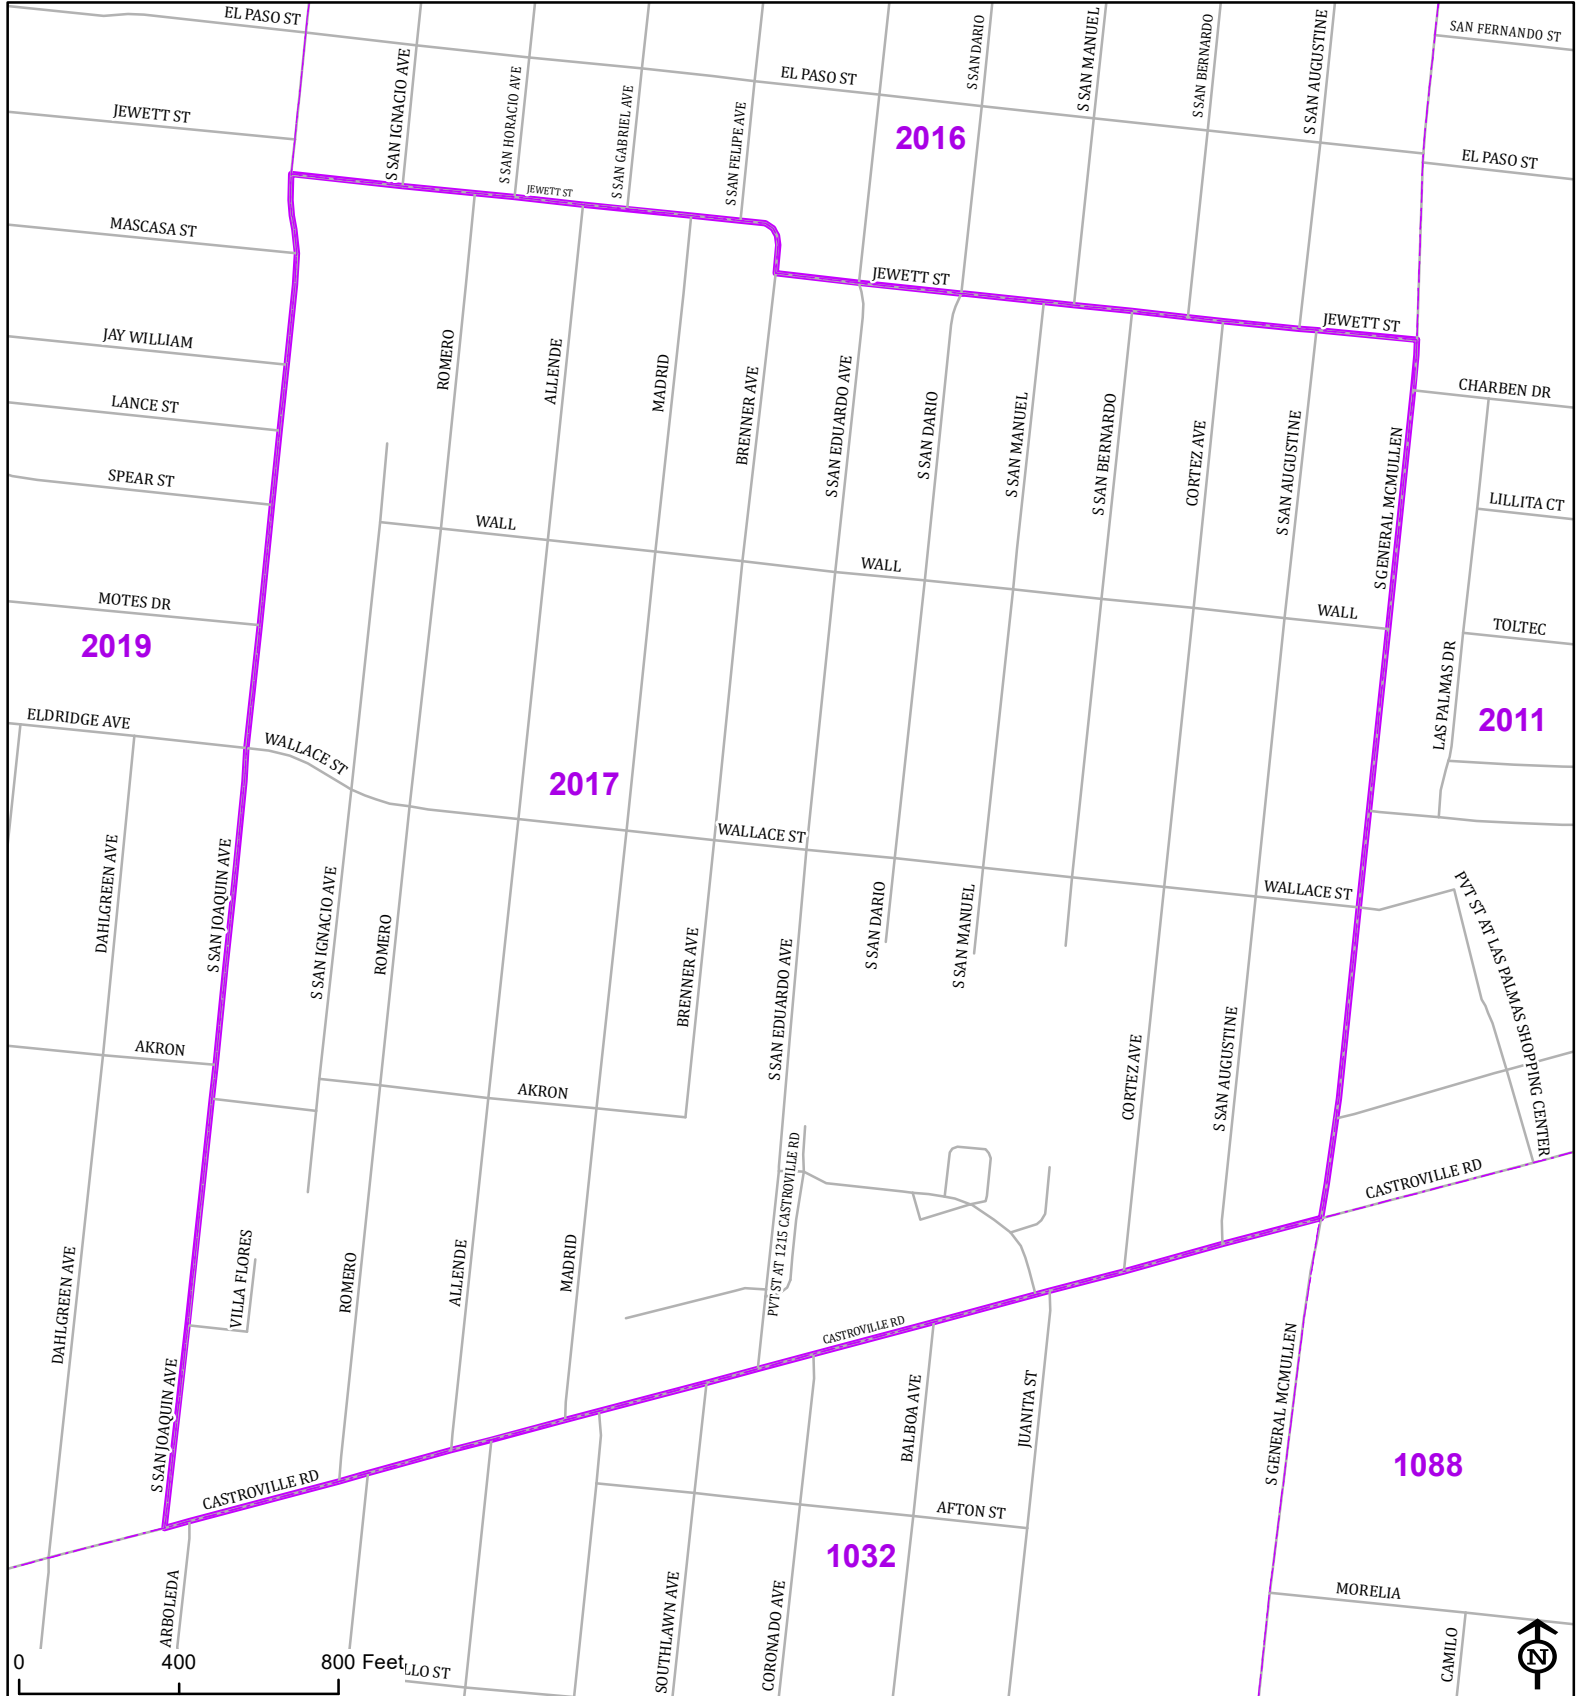 EL PASO ST
SAN FERNANDO ST
S SAN IGNACIO AVE
S SAN HORACIO AVE
S SAN GABRIEL AVE
S SAN FELIPE AVE
EL PASO ST
S SAN DARIO
S SAN MANUEL
S SAN BERNARDO
S SAN AUGUSTINE
JEWETT ST
2016
EL PASO ST
JEWETT ST
MASCASA ST
JEWETT ST
JEWETT ST
JAY WILLIAM
ROMERO
ALLENDE
MADRID
BRENNER AVE
S SAN EDUARDO AVE
S SAN DARIO
S SAN MANUEL
S SAN BERNARDO
CORTEZ AVE
S SAN AUGUSTINE
S GENERAL MCMULLEN
CHARBEN DR
LANCE ST
SPEAR ST
LILLITA CT
WALL
WALL
WALL
MOTES DR
TOLTEC
2019
LAS PALMAS DR
2011
ELDRIDGE AVE
WALLACE ST
2017
WALLACE ST
WALLACE ST
DAHLGREEN AVE
S SAN JOAQUIN AVE
S SAN IGNACIO AVE
ROMERO
BRENNER AVE
S SAN EDUARDO AVE
S SAN DARIO
S SAN MANUEL
PVT ST AT LAS PALMAS SHOPPING CENTER
AKRON
AKRON
CORTEZ AVE
S SAN AUGUSTINE
PVT ST AT 1215 CASTROVILLE RD
CASTROVILLE RD
DAHLGREEN AVE
VILLA FLORES
ROMERO
ALLENDE
MADRID
CASTROVILLE RD
S SAN JOAQUIN AVE
BALBOA AVE
JUANITA ST
S GENERAL MCMULLEN
1088
CASTROVILLE RD
AFTON ST
1032
ARBOLEDA
SOUTHLAWN AVE
CORONADO AVE
MORELIA
CAMILO
N
0 400 800 Feet
LLO ST